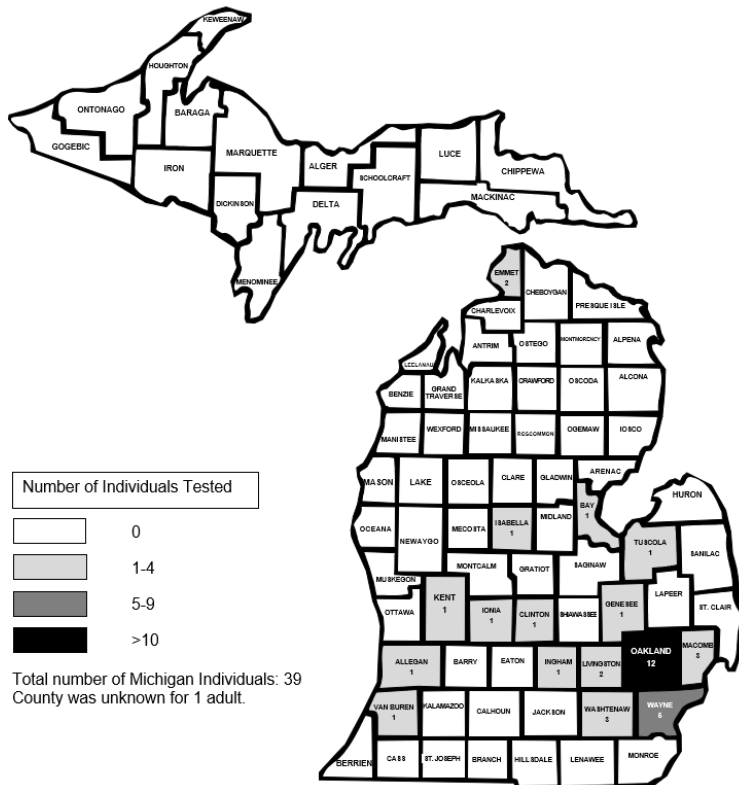 KEWEENAW
HOUGHTON
ONTONAGO
BARAGA
GOGEBIC
IRON
MARQUETTE
ALGER
LUCE
CHIPPEWA
SCHOOLCRAFT
MACKINAC
DICKINSON
DELTA
MENOMINEE
EMMET
2
CHEBOYGAN
PRESQUE ISLE
CHARLEVOIX
ANTRIM
OSTEGO
MONTMORENCY
ALPENA
LEELANAU
BENZIE
GRAND
TRAVERSE
KALKASKA
CRAWFORD
OSCODA
ALCONA
MANISTEE
WEXFORD
MISSAUKEE
ROSCOMMON
OGEMAW
IOSCO
MASON
LAKE
OSCEOLA
CLARE
GLADWIN
ARENAC
HURON
OCEANA
NEWAYGO
MECOSTA
ISABELLA
1
MIDLAND
BAY
1
TUSCOLA
1
SANILAC
MUSKEGON
MONTCALM
GRATIOT
SAGINAW
OTTAWA
KENT
1
IONIA
1
CLINTON
1
SHIAWASSEE
GENESEE
1
LAPEER
ST. CLAIR
ALLEGAN
1
BARRY
EATON
INGHAM
1
LIVINGSTON
2
OAKLAND
12
MACOMB
3
VAN BUREN
1
KALAMAZOO
CALHOUN
JACKSON
WASHTENAW
3
WAYNE
BERRIEN
CASS
ST. JOSEPH
BRANCH
HILLSDALE
LENAWEE
MONROE
Number of Individuals Tested
0
1-4
5-9
>10
Total number of Michigan Individuals: 39
County was unknown for 1 adult.